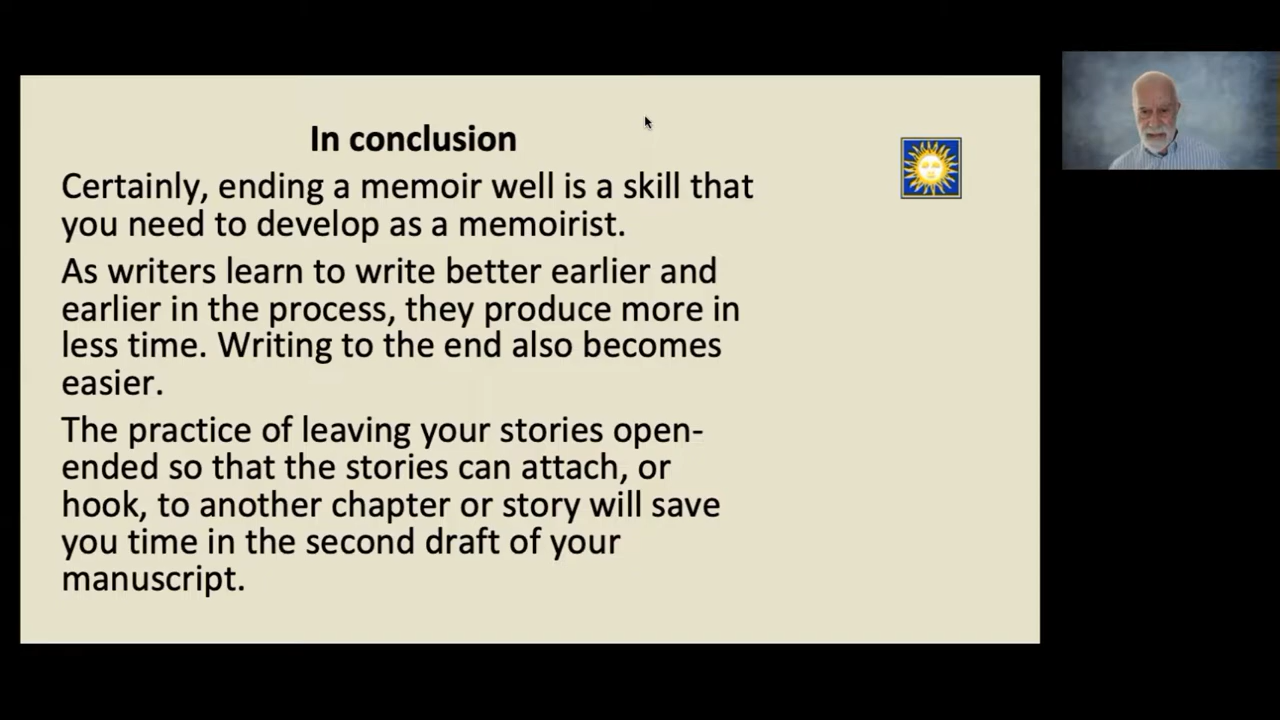 In conclusion
Certainly, ending a memoir well is a skill that
you need to develop as a memoirist.
As writers learn to write better earlier and
earlier in the process, they produce more in
less time. Writing to the end also becomes
easier.
The practice of leaving your stories open-
ended so that the stories can attach, or
hook, to another chapter or story will save
you time in the second draft of your
manuscript.